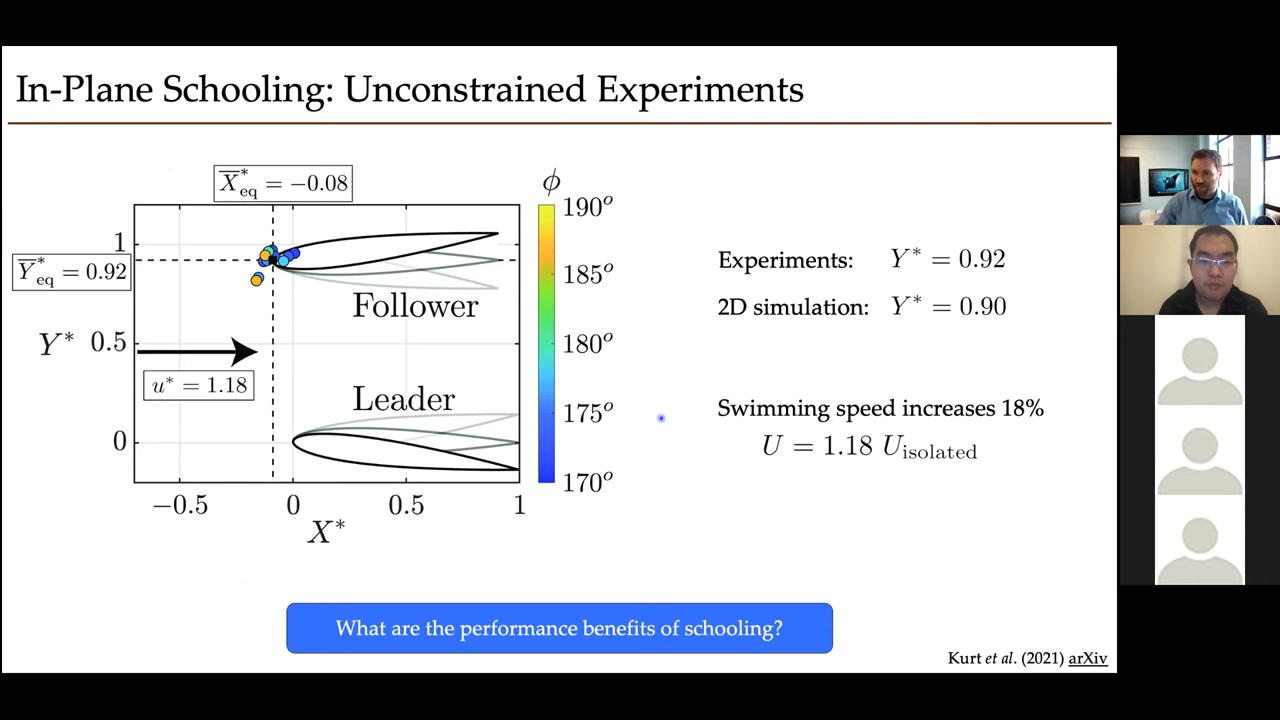 In-Plane Schooling: Unconstrained Experiments
X̅*eq = −0.08
ϕ
190°
185°
180°
175°
170°
1
Y̅*eq = 0.92
Y* 0.5
0
Follower
u* = 1.18
Leader
−0.5 0 0.5 1
X*
Experiments: Y* = 0.92
2D simulation: Y* = 0.90
Swimming speed increases 18%
U = 1.18 Uisolated
What are the performance benefits of schooling?
Kurt et al. (2021) arXiv